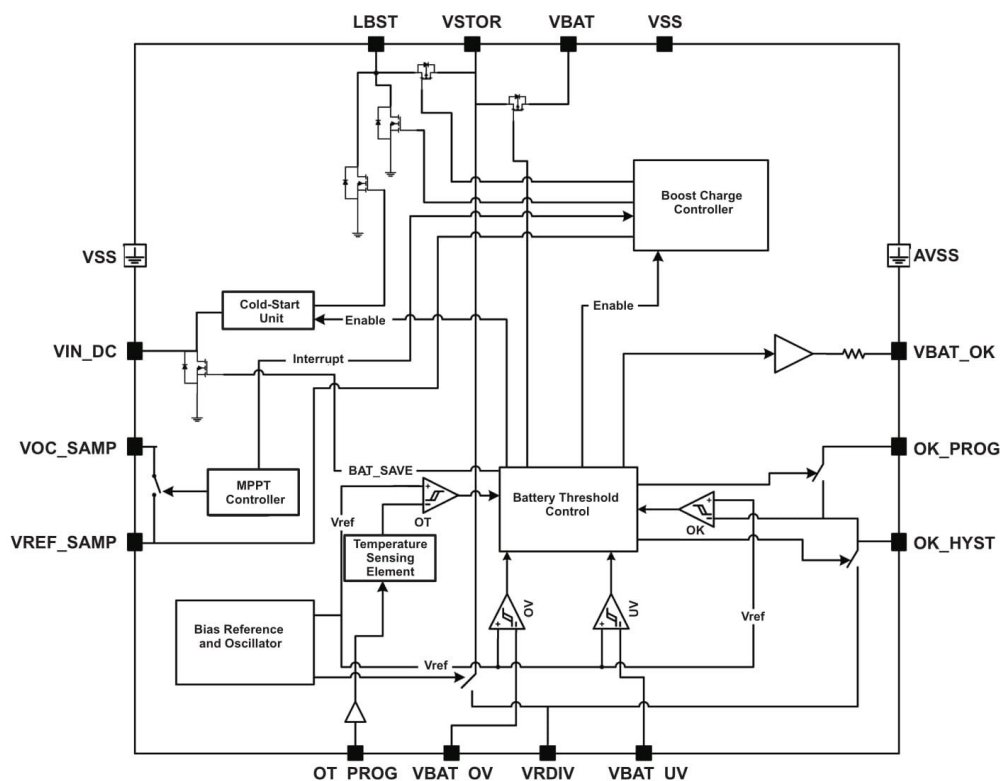 LBST VSTOR VBAT VSS
Boost Charge
Controller
VSS
AVSS
Cold-Start
Unit
Enable
Enable
VIN_DC
Interrupt
VBAT_OK
VOC_SAMP
OK_PROG
BAT_SAVE
MPPT
Controller
Battery Threshold
Control
+
-
OT
+
-
OK
Vref
VREF_SAMP
Temperature
Sensing
Element
OK_HYST
Bias Reference
and Oscillator
+
-
OV
+
-
UV
Vref
Vref
OT_PROG VBAT_OV VRDIV VBAT_UV